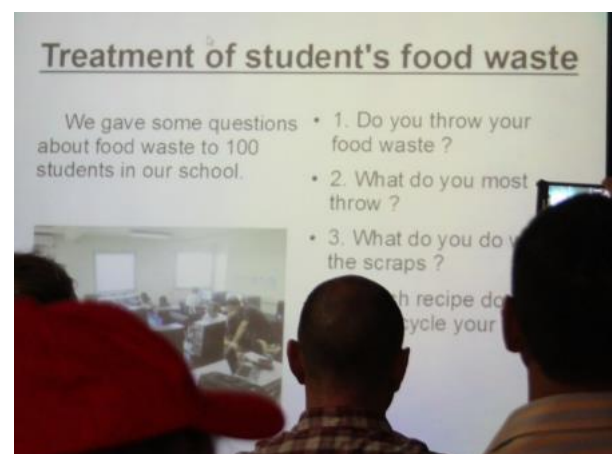 Treatment of student's food waste
We gave some questions
about food waste to 100
students in our school.
• 1. Do you throw your
food waste ?
• 2. What do you most
throw ?
• 3. What do you do
the scraps ?
recipe do
your